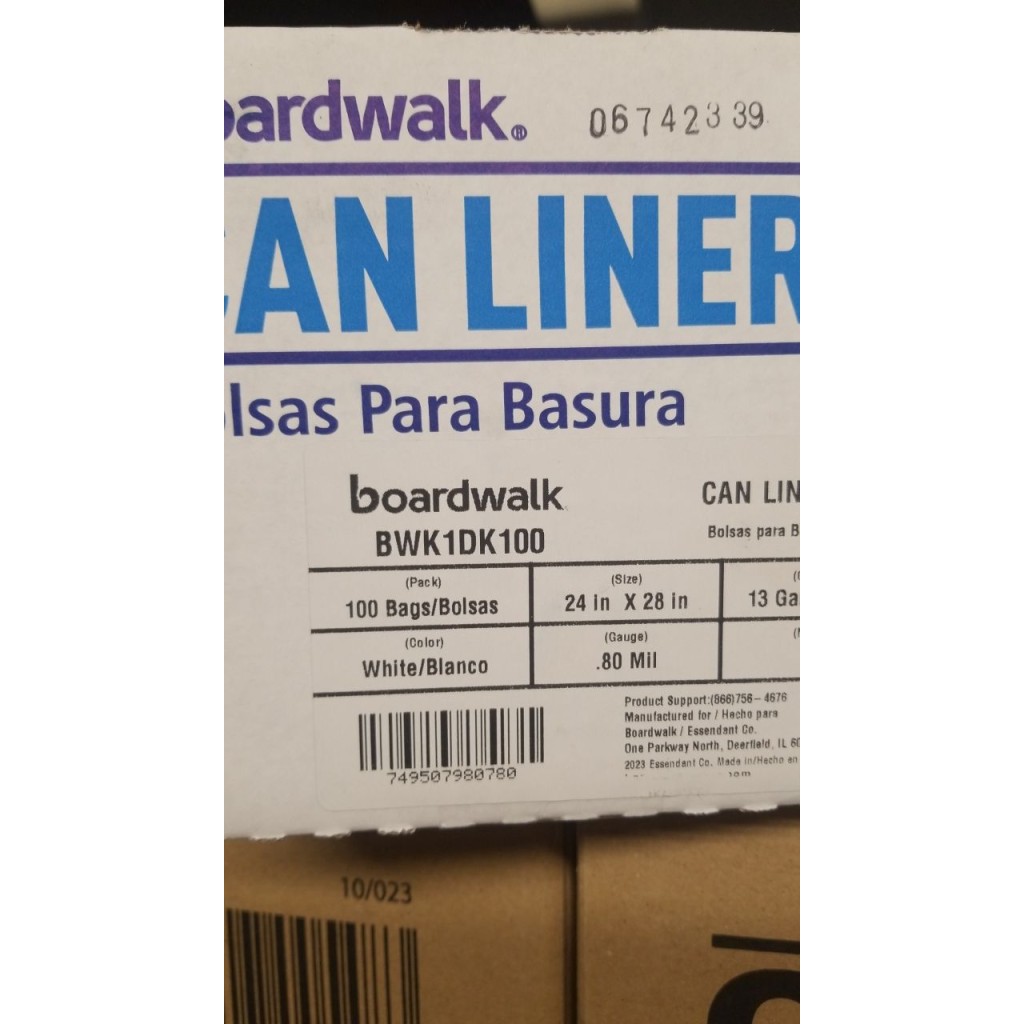 boardwalk®
06742339
CAN LINER
Bolsas Para Basura
boardwalk
CAN LIN
BWK1DK100
Bolsas para B
(Pack)
(Size)
100 Bags/Bolsas
24 in X 28 in
13 Ga
(Color)
(Gauge)
White/Blanco
.80 Mil
Product Support:(866)756-4676
Manufactured for / Hecho para
Boardwalk / Essendant Co.
One Parkway North, Deerfield, IL 60
2023 Essendant Co. Made in/Hecho en
749507980780
10/023